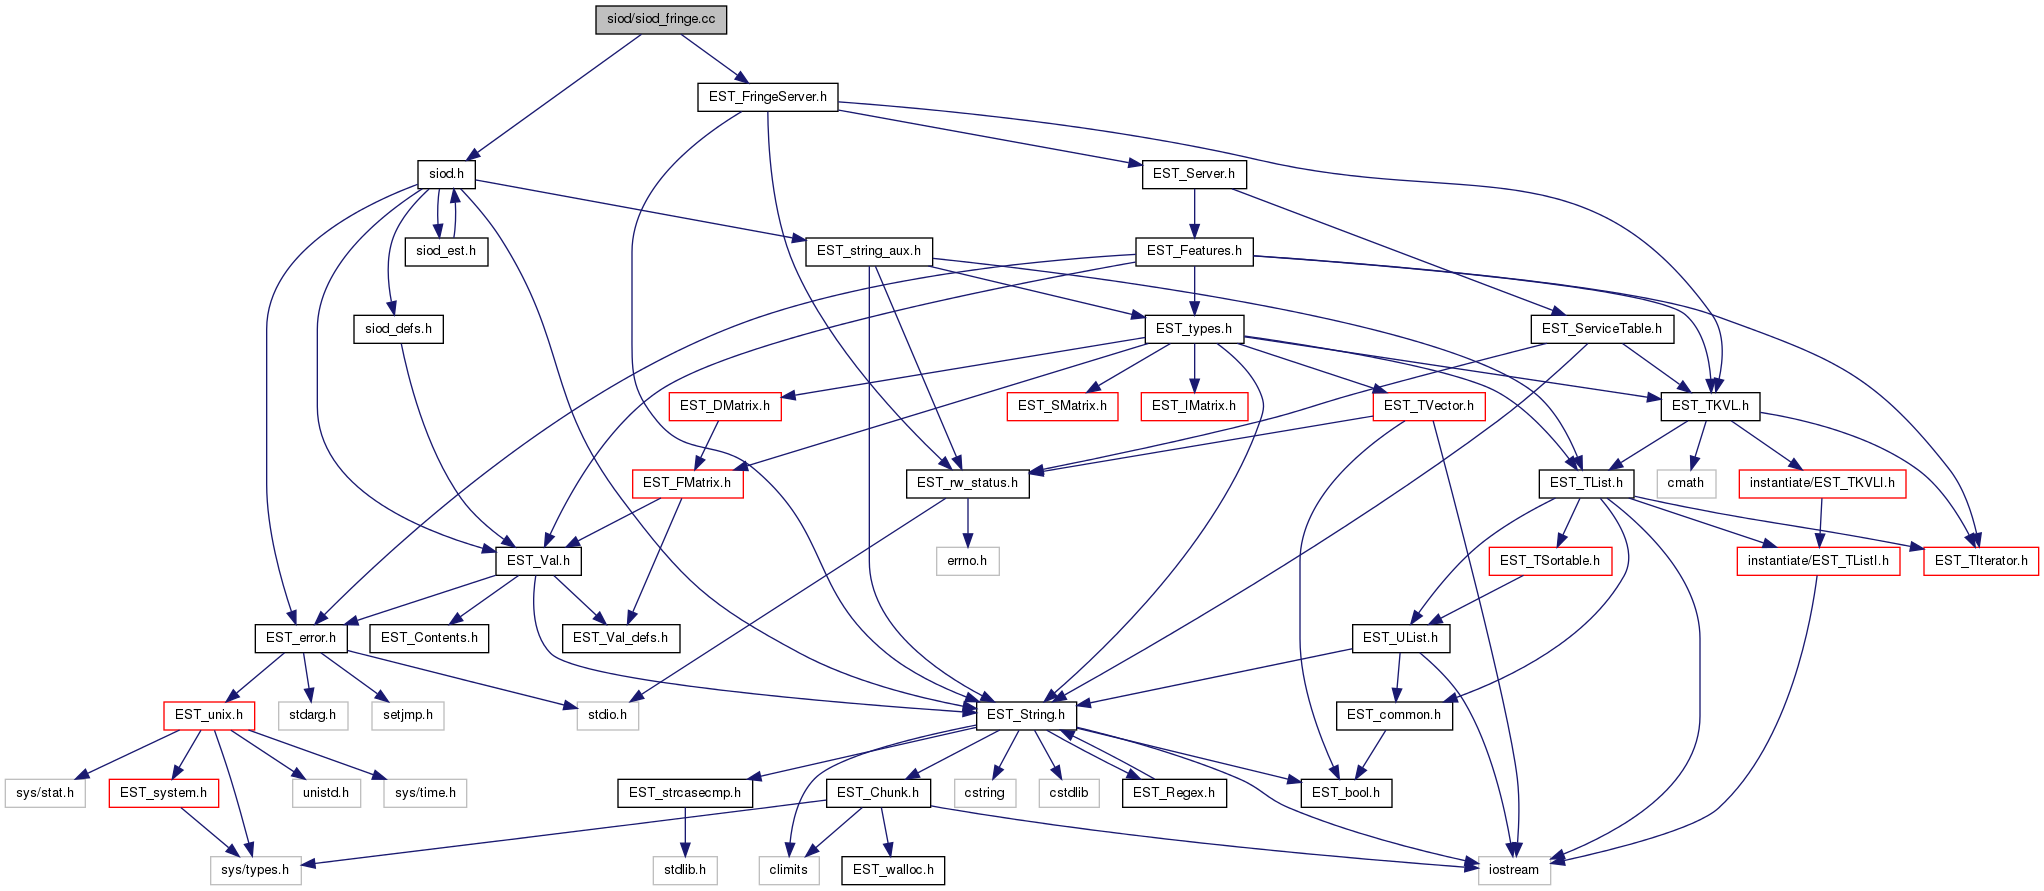 siod/siod_fringe.cc
EST_FringeServer.h
siod.h
EST_Server.h
siod_est.h
EST_string_aux.h
EST_Features.h
siod_defs.h
EST_types.h
EST_ServiceTable.h
EST_DMatrix.h
EST_SMatrix.h
EST_IMatrix.h
EST_TVector.h
EST_TKVL.h
EST_FMatrix.h
EST_rw_status.h
EST_TList.h
cmath
instantiate/EST_TKVLI.h
EST_Val.h
errno.h
EST_TSortable.h
instantiate/EST_TListI.h
EST_TIterator.h
EST_error.h
EST_Contents.h
EST_Val_defs.h
EST_UList.h
EST_unix.h
stdarg.h
setjmp.h
stdio.h
EST_String.h
EST_common.h
sys/stat.h
EST_system.h
unistd.h
sys/time.h
EST_strcasecmp.h
EST_Chunk.h
cstring
cstdlib
EST_Regex.h
EST_bool.h
sys/types.h
stdlib.h
climits
EST_walloc.h
iostream